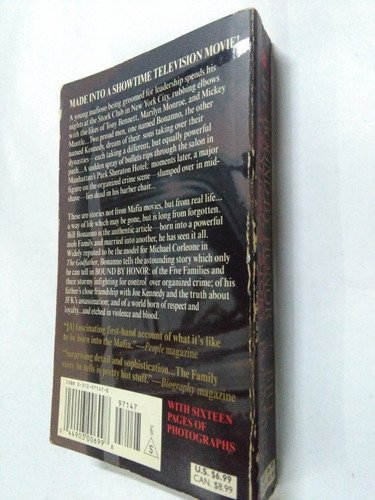 MADE INTO A SHOWTIME TELEVISION MOVIE!
A young mafioso being groomed for leadership spends his
nights at the Stork Club in New York City, rubbing elbows
with the likes of Tony Bennett, Marilyn Monroe, and Mickey
Mantle... Two proud men, one named Bonanno, the other
named Kennedy, dream of their sons taking over their
dynasties—each taking a different, but equally powerful
path...A sudden spray of bullets rips through the salon in
Manhattan's Park Sheraton Hotel; moments later, a major
figure on the organized crime scene—slumped over in mid-
shave—lies dead in his barber chair...
These are stories not from Mafia movies, but from real life...
a way of life which may be gone, but is long from forgotten.
Bill Bonanno is the authentic article—born into a powerful
mob Family and married into another, he has seen it all.
Widely reputed to be the model for Michael Corleone in
The Godfather, Bonanno tells the astounding story which only
he can tell in BOUND BY HONOR: of the Five Families and
their stormy infighting for control over organized crime; of his
father's close friendship with Joe Kennedy and the truth about
JFK's assassination; and of a world born of respect and
loyalty...and etched in violence and blood.
"[A] fascinating first-hand account of what it's like
to be born into the Mafia."—People magazine
"Surprising detail and sophistication...The Family
story he tells is pretty hot stuff."—Biography magazine
ISBN 0-312-97147-8
97147
WITH SIXTEEN
PAGES OF
PHOTOGRAPHS
U.S. $6.99
CAN. $8.99